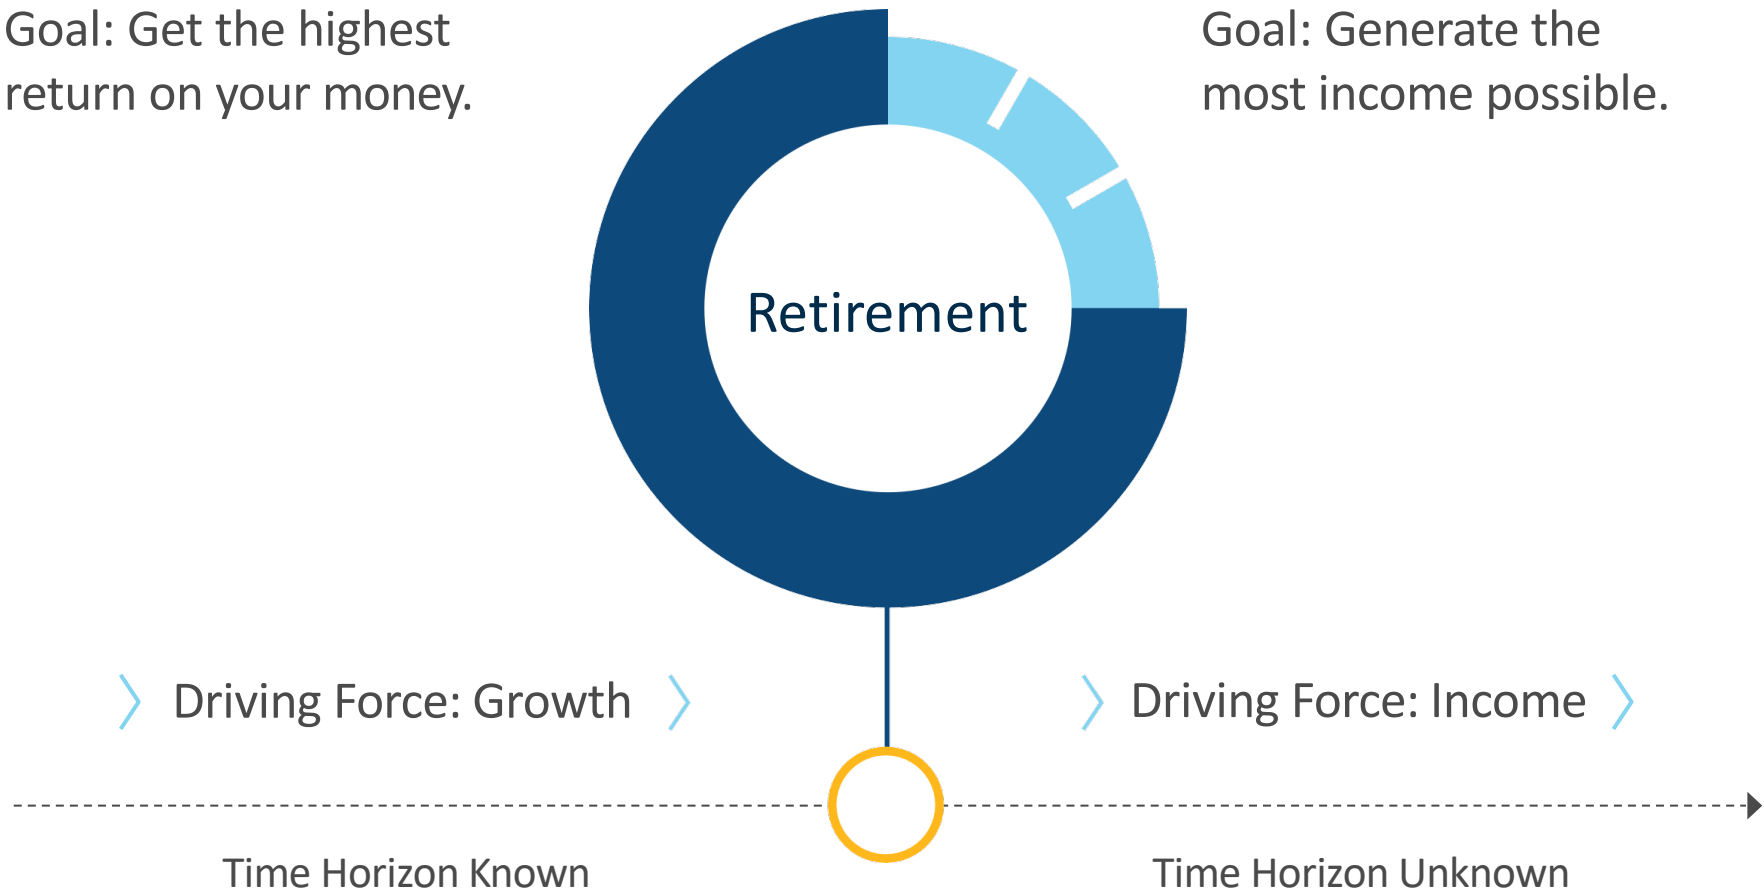 Goal: Get the highest
return on your money.
Goal: Generate the
most income possible.
Retirement
Driving Force: Growth
Driving Force: Income
Time Horizon Known
Time Horizon Unknown